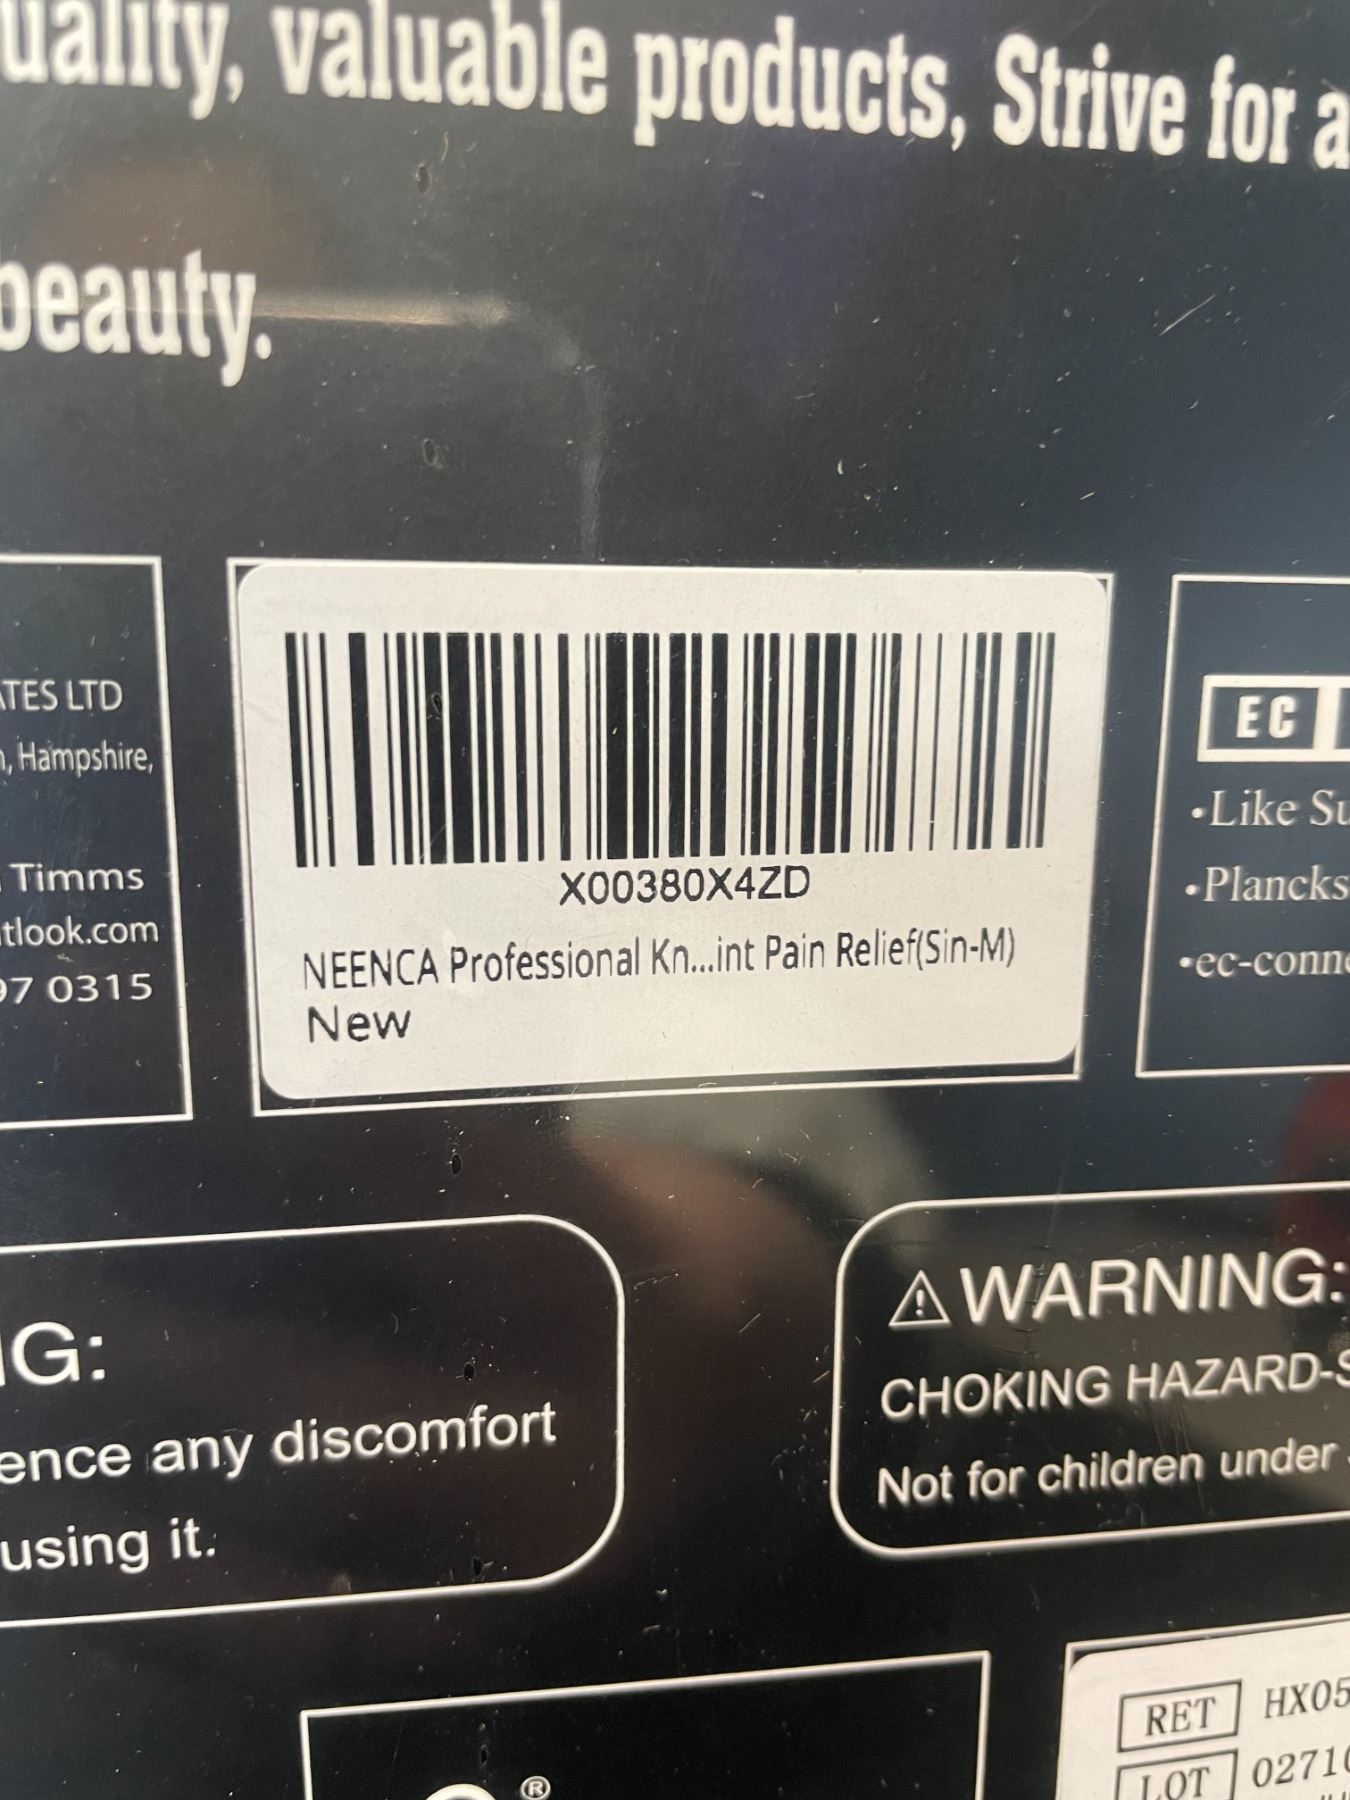 uality, valuable products, Strive for a
beauty.
ATES LTD
, Hampshire,
Timms
tlook.com
97 0315
X00380X4ZD
NEENCA Professional Kn...int Pain Relief(Sin-M)
New
EC
•Like Su
•Plancks
•ec-conne
G:
ence any discomfort
using it.
⚠WARNING:
CHOKING HAZARD-S
Not for children under
®
RET HX05
LOT 0271